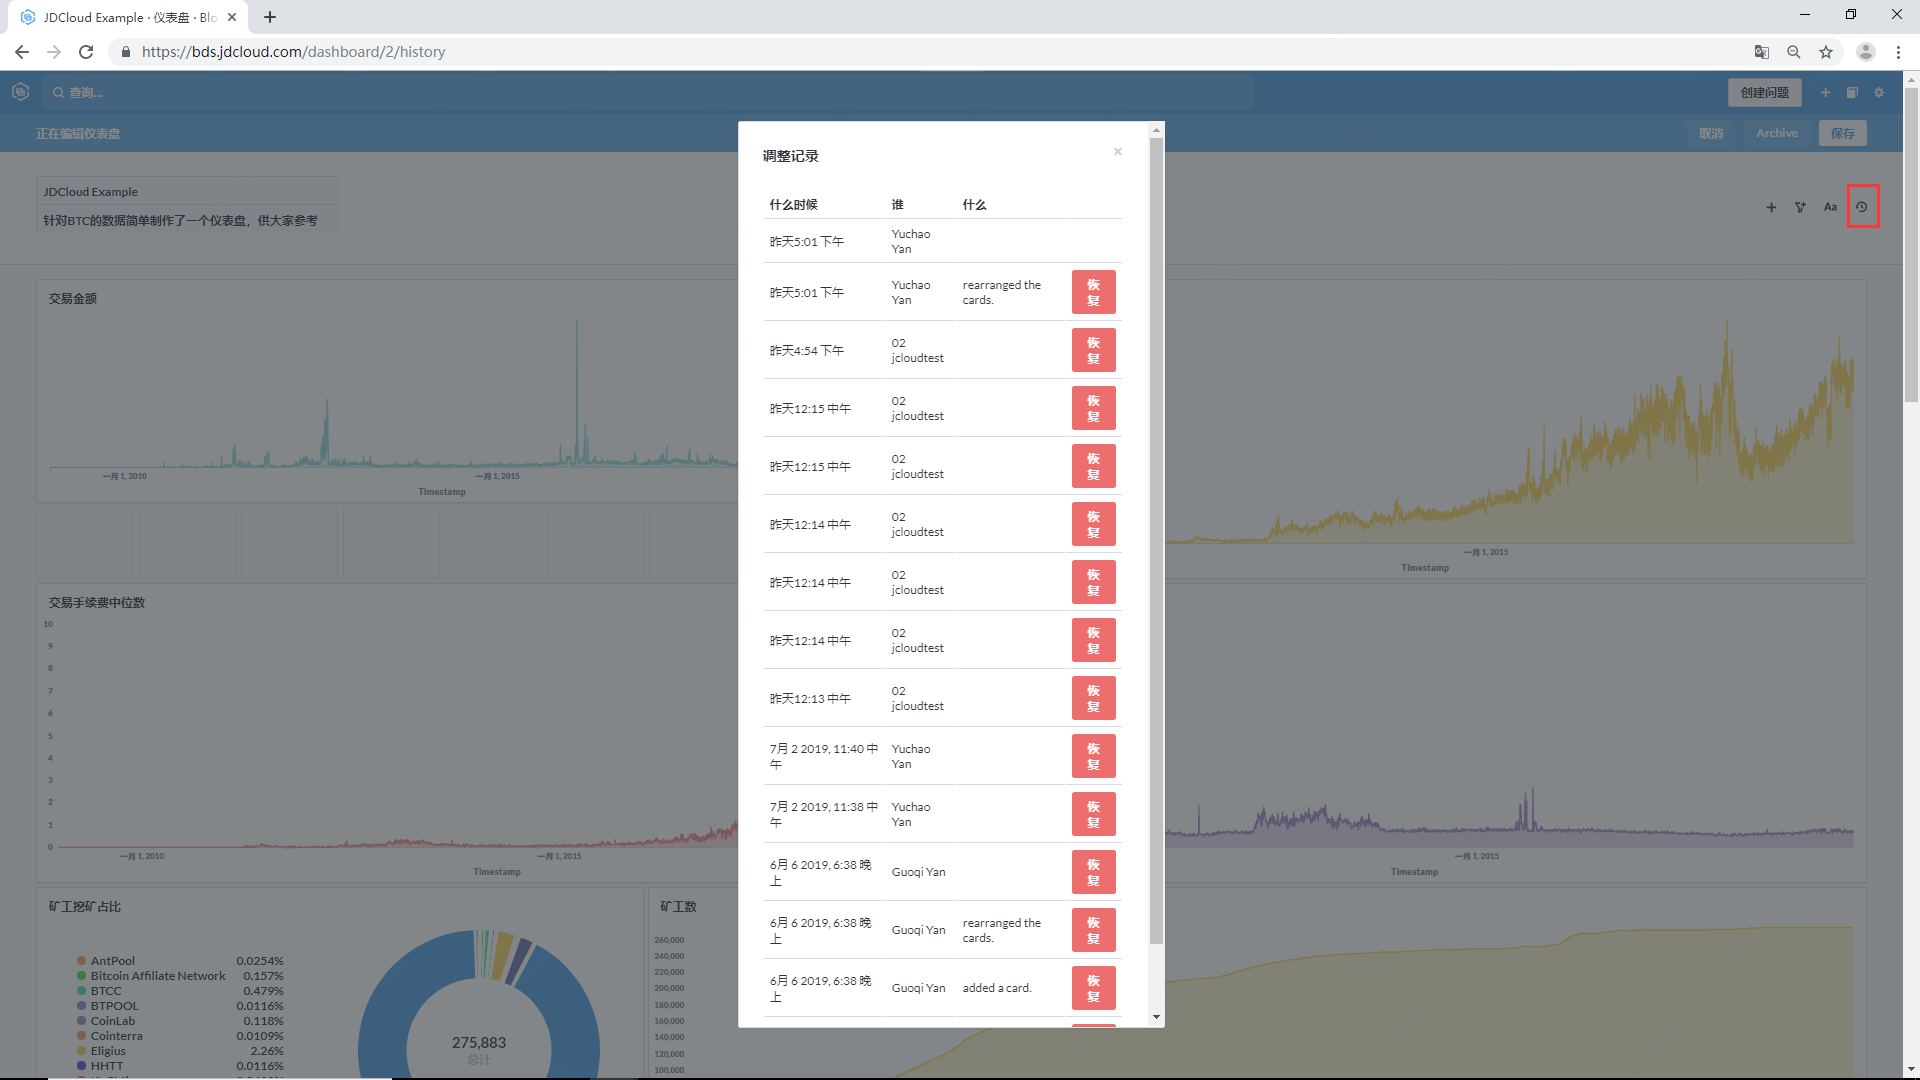 JDCloud Example · 仪表盘 · Blo
https://bds.jdcloud.com/dashboard/2/history
查询...
创建问题
正在编辑仪表盘
取消
Archive
保存
JDCloud Example
针对BTC的数据简单制作了一个仪表盘，供大家参考
Aa
调整记录
×
什么时候 谁 什么
昨天5:01 下午 Yuchao Yan
昨天5:01 下午 Yuchao Yan rearranged the cards. 恢复
昨天4:54 下午 02 jcloudtest 恢复
昨天12:15 中午 02 jcloudtest 恢复
昨天12:15 中午 02 jcloudtest 恢复
昨天12:14 中午 02 jcloudtest 恢复
昨天12:14 中午 02 jcloudtest 恢复
昨天12:14 中午 02 jcloudtest 恢复
昨天12:13 中午 02 jcloudtest 恢复
7月 2 2019, 11:40 中午 Yuchao Yan 恢复
7月 2 2019, 11:38 中午 Yuchao Yan 恢复
6月 6 2019, 6:38 晚上 Guoqi Yan 恢复
6月 6 2019, 6:38 晚上 Guoqi Yan rearranged the cards. 恢复
6月 6 2019, 6:38 晚上 Guoqi Yan added a card. 恢复
交易金额
一月 1, 2010
一月 1, 2015
Timestamp
一月 1, 2015
Timestamp
交易手续费中位数
10
9
8
7
6
5
4
3
2
1
0
一月 1, 2010
一月 1, 2015
Timestamp
一月 1, 2015
Timestamp
矿工挖矿占比
AntPool 0.0254%
Bitcoin Affiliate Network 0.157%
BTCC 0.479%
BTPOOL 0.0116%
CoinLab 0.118%
Cointerra 0.0109%
Eligius 2.26%
HHTT 0.0116%
275,883
总计
矿工数
260,000
240,000
220,000
200,000
180,000
160,000
140,000
120,000
100,000